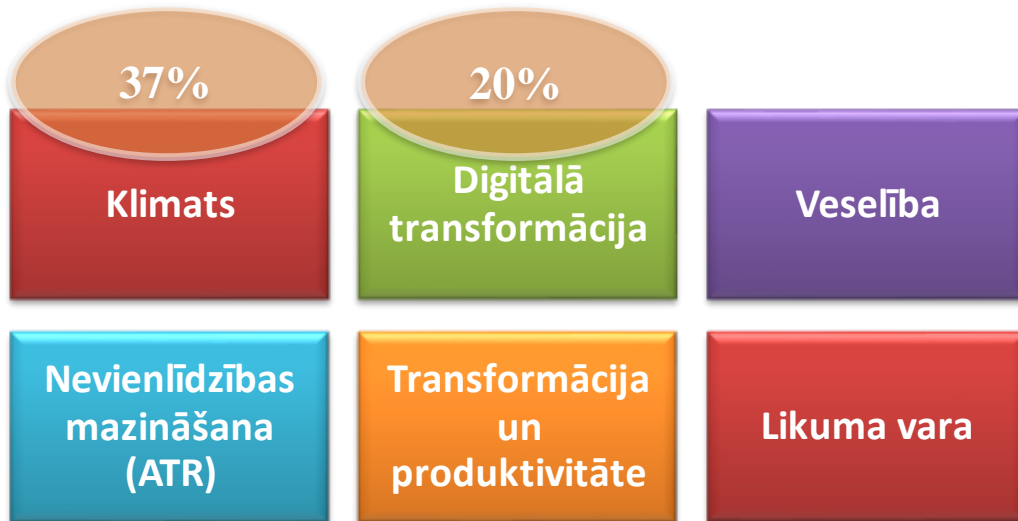 37%
20%
Klimats
Digitālā
transformācija
Veselība
Nevienlīdzības
mazināšana
(ATR)
Transformācija
un
produktivitāte
Likuma vara